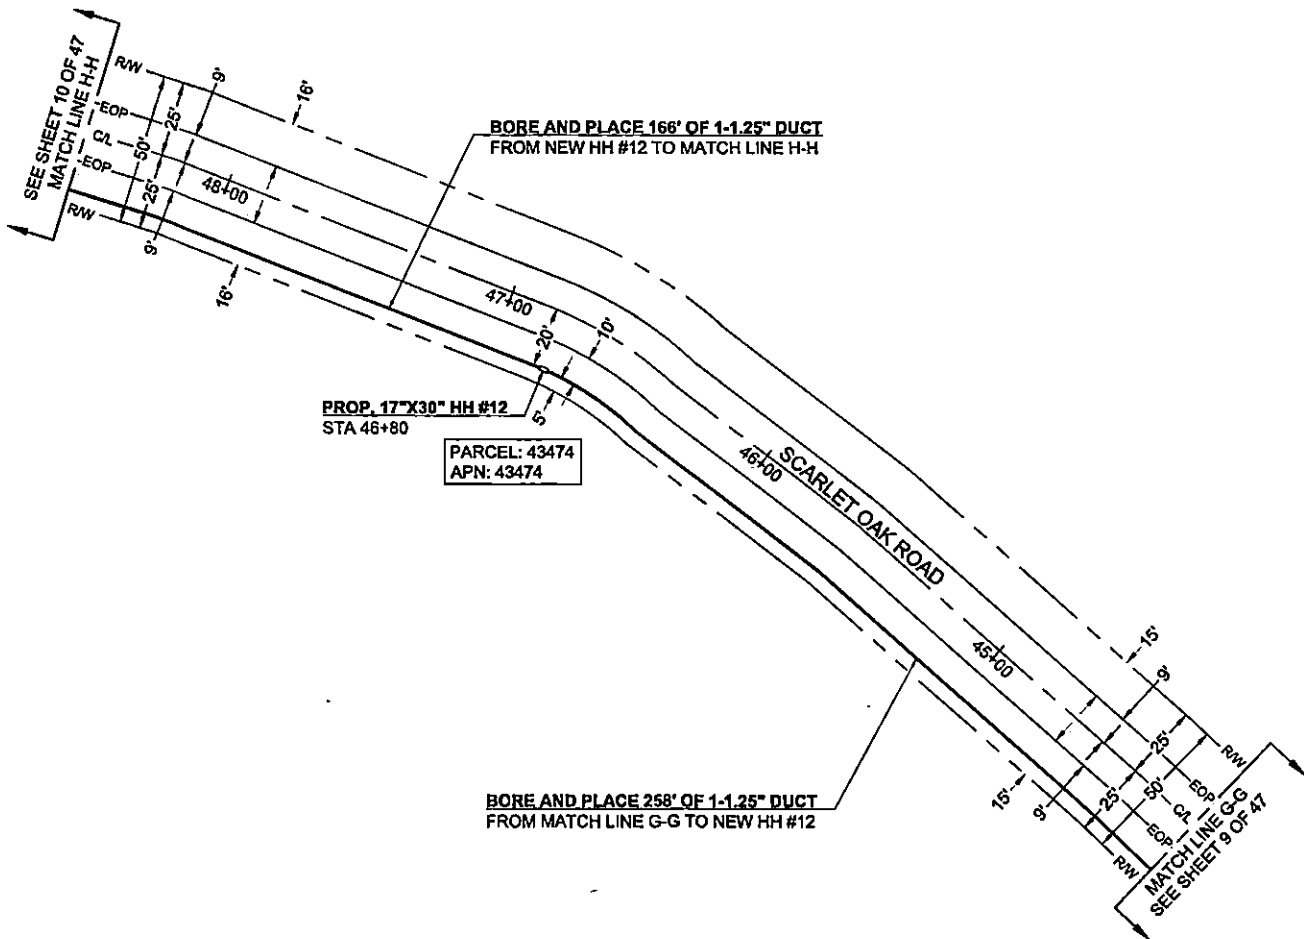 SEE SHEET 10 OF 47
MATCH LINE H-H
R/W
EOP
C/L
EOP
R/W
50'
25'
25'
9'
9'
16'
16'
48+00
BORE AND PLACE 166' OF 1-1.25" DUCT
FROM NEW HH #12 TO MATCH LINE H-H
47+00
20'
10'
5'
PROP. 17"X30" HH #12
STA 46+80
PARCEL: 43474
APN: 43474
46+00
SCARLET OAK ROAD
45+00
15'
9'
25'
50'
25'
9'
15'
R/W
EOP
C/L
EOP
R/W
BORE AND PLACE 258' OF 1-1.25" DUCT
FROM MATCH LINE G-G TO NEW HH #12
MATCH LINE G-G
SEE SHEET 9 OF 47